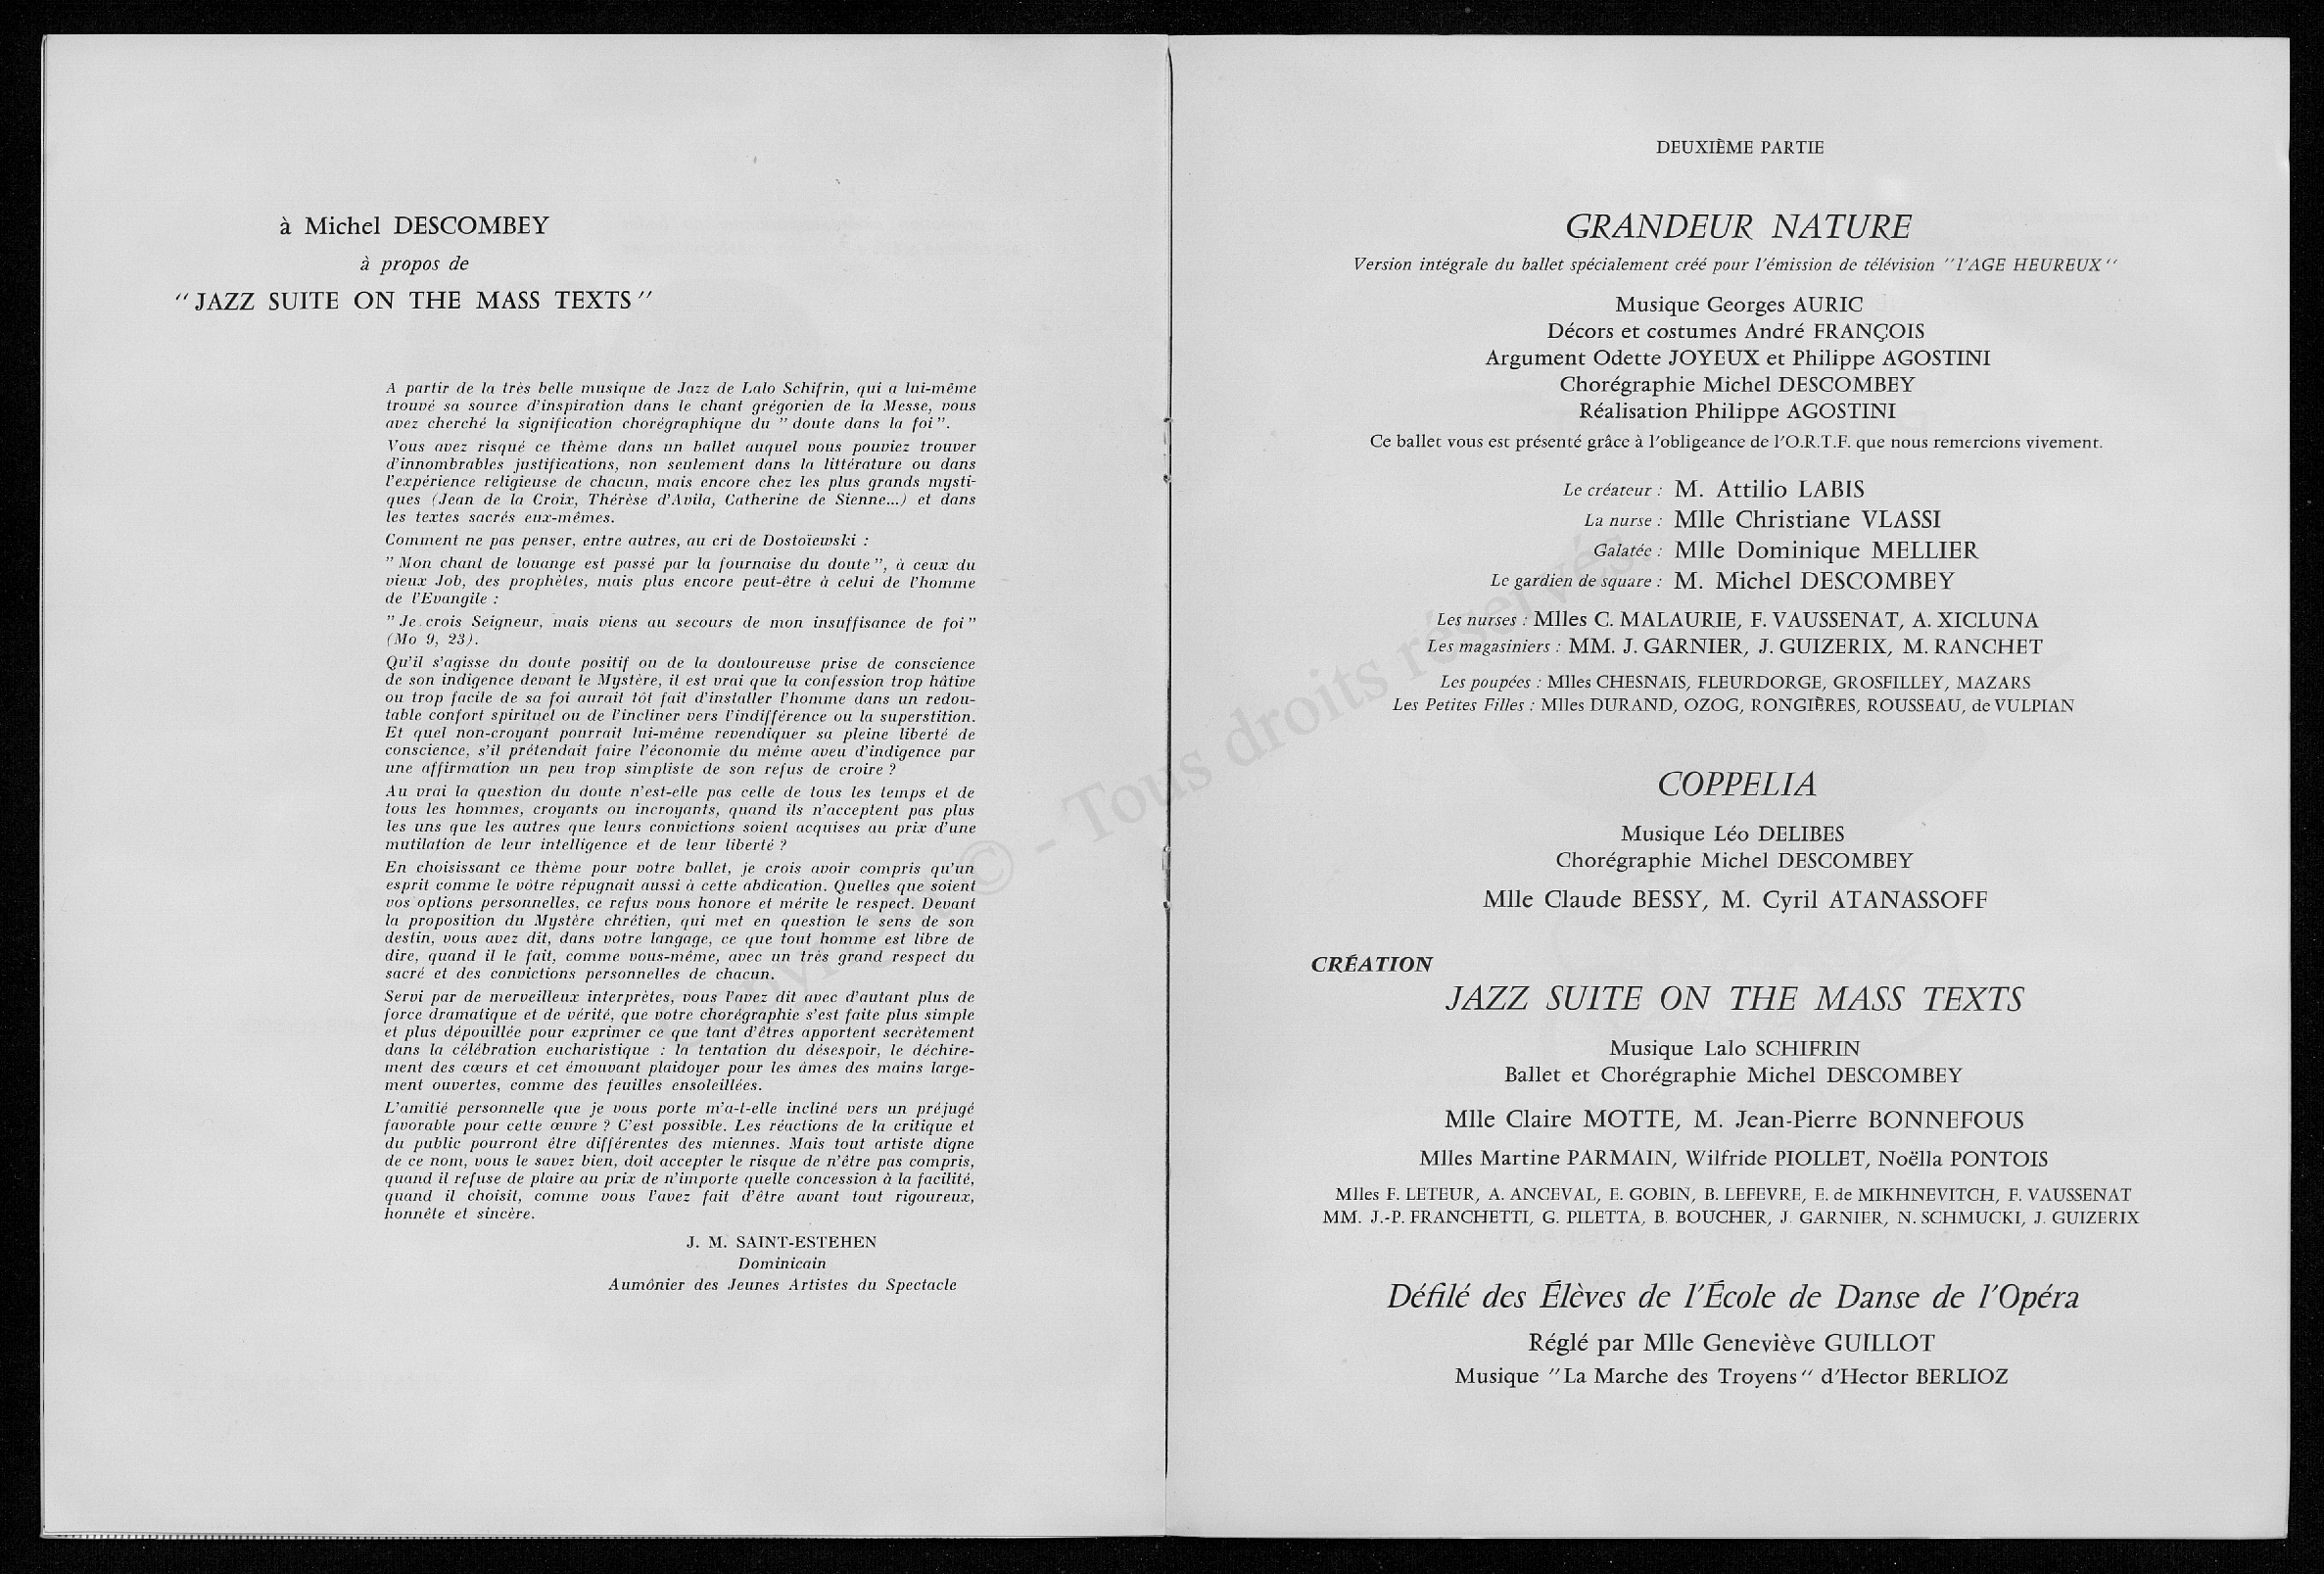 à Michel DESCOMBEY
à propos de
"JAZZ SUITE ON THE MASS TEXTS"
A partir de la très belle musique de Jazz de Lalo Schifrin, qui a lui-même
trouvé sa source d'inspiration dans le chant grégorien de la Messe, vous
avez cherché la signification chorégraphique du "doute dans la foi".
Vous avez risqué ce thème dans un ballet auquel vous pouviez trouver
d'innombrables justifications, non seulement dans la littérature ou dans
l'expérience religieuse de chacun, mais encore chez les plus grands mysti-
ques (Jean de la Croix, Thérèse d'Avila, Catherine de Sienne...) et dans
les textes sacrés eux-mêmes.
Comment ne pas penser, entre autres, au cri de Dostoïewski :
"Mon chant de louange est passé par la fournaise du doute", à ceux du
vieux Job, des prophètes, mais plus encore peut-être à celui de l'homme
de l'Evangile :
"Je crois Seigneur, mais viens au secours de mon insuffisance de foi"
(Mo 9, 23).
Qu'il s'agisse du doute positif ou de la douloureuse prise de conscience
de son indigence devant le Mystère, il est vrai que la confession trop hâtive
ou trop facile de sa foi aurait tôt fait d'installer l'homme dans un redou-
table confort spirituel ou de l'incliner vers l'indifférence ou la superstition.
Et quel non-croyant pourrait lui-même revendiquer sa pleine liberté de
conscience, s'il prétendait faire l'économie du même aveu d'indigence par
une affirmation un peu trop simpliste de son refus de croire ?
Au vrai la question du doute n'est-elle pas celle de tous les temps et de
tous les hommes, croyants ou incroyants, quand ils n'acceptent pas plus
les uns que les autres que leurs convictions soient acquises au prix d'une
mutilation de leur intelligence et de leur liberté ?
En choisissant ce thème pour votre ballet, je crois avoir compris qu'un
esprit comme le vôtre répugnait aussi à cette abdication. Quelles que soient
vos options personnelles, ce refus vous honore et mérite le respect. Devant
la proposition du Mystère chrétien, qui met en question le sens de son
destin, vous avez dit, dans votre langage, ce que tout homme est libre de
dire, quand il le fait, comme vous-même, avec un très grand respect du
sacré et des convictions personnelles de chacun.
Servi par de merveilleux interprètes, vous l'avez dit avec d'autant plus de
force dramatique et de vérité, que votre chorégraphie s'est faite plus simple
et plus dépouillée pour exprimer ce que tant d'êtres apportent secrètement
dans la célébration eucharistique : la tentation du désespoir, le déchire-
ment des cœurs et cet émouvant plaidoyer pour les âmes des mains large-
ment ouvertes, comme des feuilles ensoleillées.
L'amitié personnelle que je vous porte m'a-t-elle incliné vers un préjugé
favorable pour cette œuvre ? C'est possible. Les réactions de la critique et
du public pourront être différentes des miennes. Mais tout artiste digne
de ce nom, vous le savez bien, doit accepter le risque de n'être pas compris,
quand il refuse de plaire au prix de n'importe quelle concession à la facilité,
quand il choisit, comme vous l'avez fait d'être avant tout rigoureux,
honnête et sincère.
J. M. SAINT-ESTEHEN
Dominicain
Aumônier des Jeunes Artistes du Spectacle
DEUXIÈME PARTIE
GRANDEUR NATURE
Version intégrale du ballet spécialement créé pour l'émission de télévision "l'AGE HEUREUX"
Musique Georges AURIC
Décors et costumes André FRANÇOIS
Argument Odette JOYEUX et Philippe AGOSTINI
Chorégraphie Michel DESCOMBEY
Réalisation Philippe AGOSTINI
Ce ballet vous est présenté grâce à l'obligeance de l'O.R.T.F. que nous remercions vivement.
Le créateur : M. Attilio LABIS
La nurse : Mlle Christiane VLASSI
Galatée : Mlle Dominique MELLIER
Le gardien de square : M. Michel DESCOMBEY
Les nurses : Mlles C. MALAURIE, F. VAUSSENAT, A. XICLUNA
Les magasiniers : MM. J. GARNIER, J. GUIZERIX, M. RANCHET
Les poupées : Mlles CHESNAIS, FLEURDORGE, GROSFILLEY, MAZARS
Les Petites Filles : Mlles DURAND, OZOG, RONGIÈRES, ROUSSEAU, de VULPIAN
COPPELIA
Musique Léo DELIBES
Chorégraphie Michel DESCOMBEY
Mlle Claude BESSY, M. Cyril ATANASSOFF
CRÉATION
JAZZ SUITE ON THE MASS TEXTS
Musique Lalo SCHIFRIN
Ballet et Chorégraphie Michel DESCOMBEY
Mlle Claire MOTTE, M. Jean-Pierre BONNEFOUS
Mlles Martine PARMAIN, Wilfride PIOLLET, Noëlla PONTOIS
Mlles F. LETEUR, A. ANCEVAL, E. GOBIN, B. LEFEVRE, E. de MIKHNEVITCH, F. VAUSSENAT
MM. J.-P. FRANCHETTI, G. PILETTA, B. BOUCHER, J. GARNIER, N. SCHMUCKI, J. GUIZERIX
Défilé des Élèves de l'École de Danse de l'Opéra
Réglé par Mlle Geneviève GUILLOT
Musique "La Marche des Troyens" d'Hector BERLIOZ
Copyright © - Tous droits réservés.